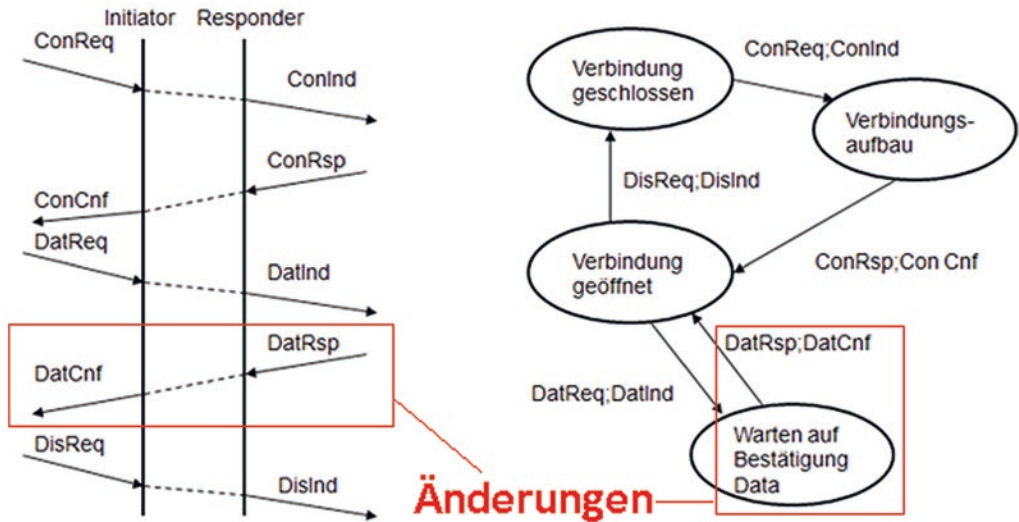 Initiator
Responder
ConReq
ConInd
ConRsp
ConCnf
DatReq
DatInd
DatRsp
DatCnf
DisReq
DisInd
Verbindung
geschlossen
ConReq;ConInd
Verbindungs-
aufbau
DisReq;DisInd
ConRsp;Con Cnf
Verbindung
geöffnet
DatRsp;DatCnf
DatReq;DatInd
Warten auf
Bestätigung
Data
Änderungen